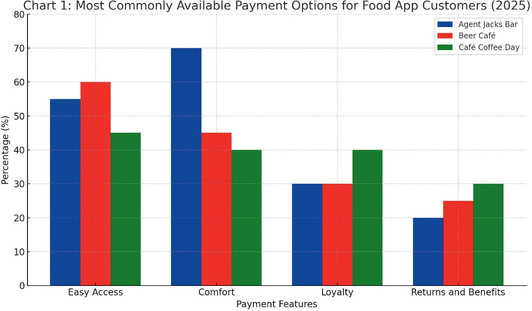 Chart 1: Most Commonly Available Payment Options for Food App Customers (2025)
Agent Jacks Bar
Beer Café
Café Coffee Day
Percentage (%)
80
70
60
50
40
30
20
10
0
Easy Access
Comfort
Loyalty
Returns and Benefits
Payment Features